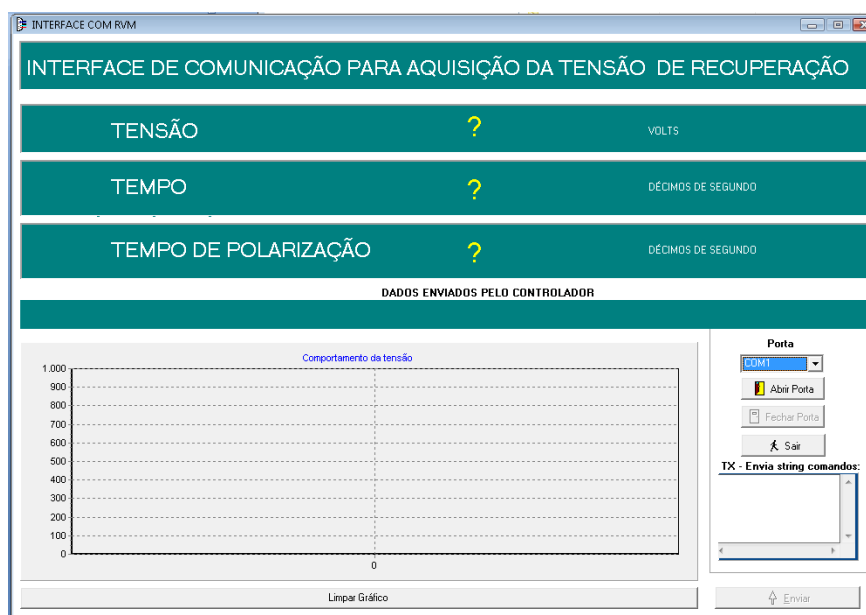 INTERFACE COM RVM
INTERFACE DE COMUNICAÇÃO PARA AQUISIÇÃO DA TENSÃO DE RECUPERAÇÃO
TENSÃO ? VOLTS
TEMPO ? DÉCIMOS DE SEGUNDO
TEMPO DE POLARIZAÇÃO ? DÉCIMOS DE SEGUNDO
DADOS ENVIADOS PELO CONTROLADOR
Comportamento da tensão
1.000
900
800
700
600
500
400
300
200
100
0
0
Limpar Gráfico
Porta
COM1
Abrir Porta
Fechar Porta
Sair
TX - Envia string comandos:
Enviar